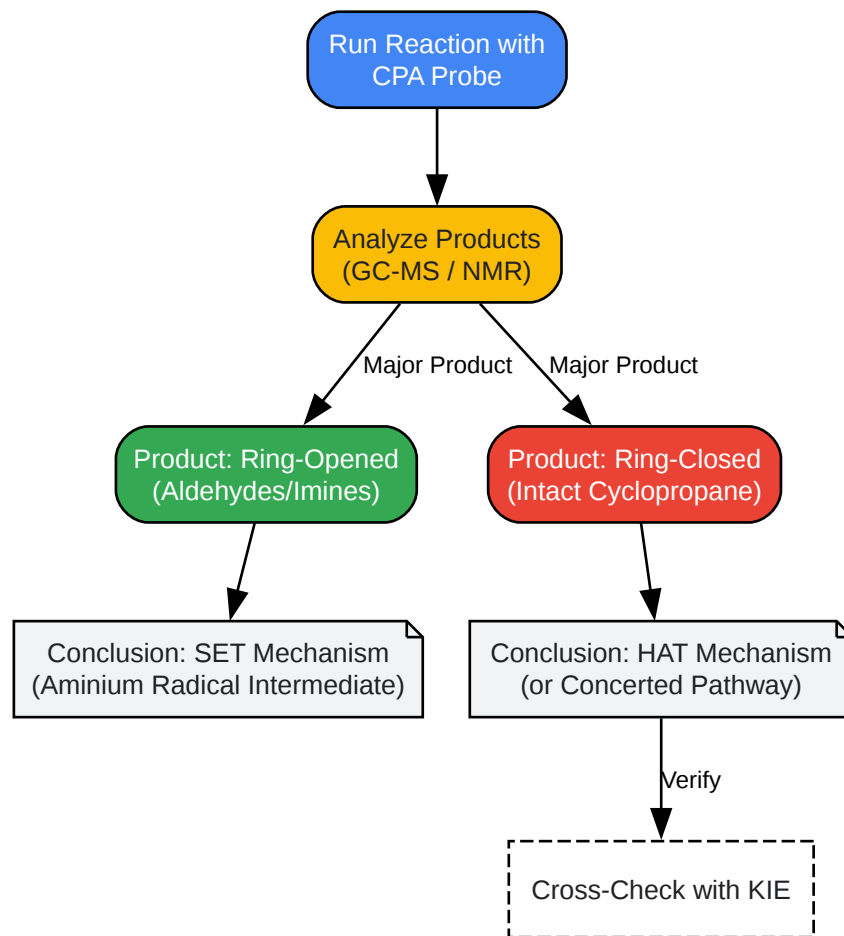 Run Reaction with
CPA Probe
Analyze Products
(GC-MS / NMR)
Major Product
Major Product
Product: Ring-Opened
(Aldehydes/Imines)
Product: Ring-Closed
(Intact Cyclopropane)
Conclusion: SET Mechanism
(Aminium Radical Intermediate)
Conclusion: HAT Mechanism
(or Concerted Pathway)
Verify
Cross-Check with KIE